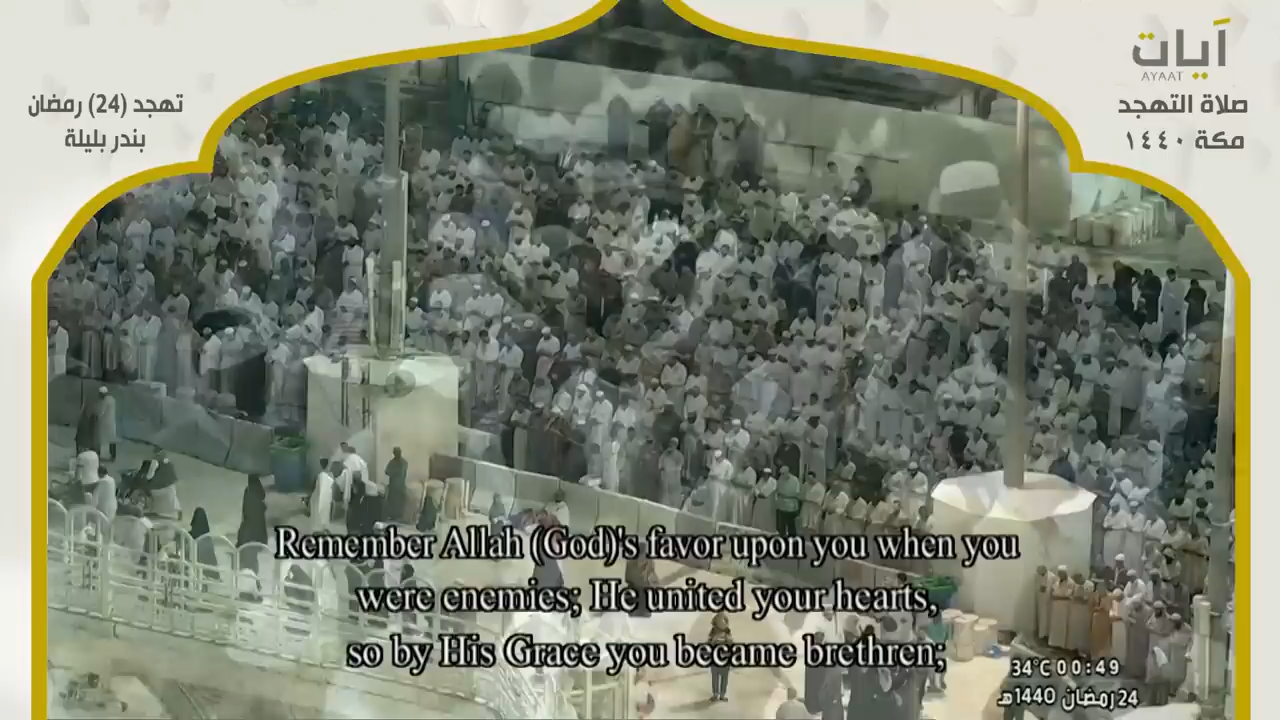 آيات
AYAAT
صلاة التهجد
مكة ١٤٤٠
تهجد (24) رمضان
بندر بليلة
Remember Allah (God)'s favor upon you when you
were enemies; He united your hearts,
so by His Grace you became brethren;
34°C 00:49
24 رمضان 1440هـ